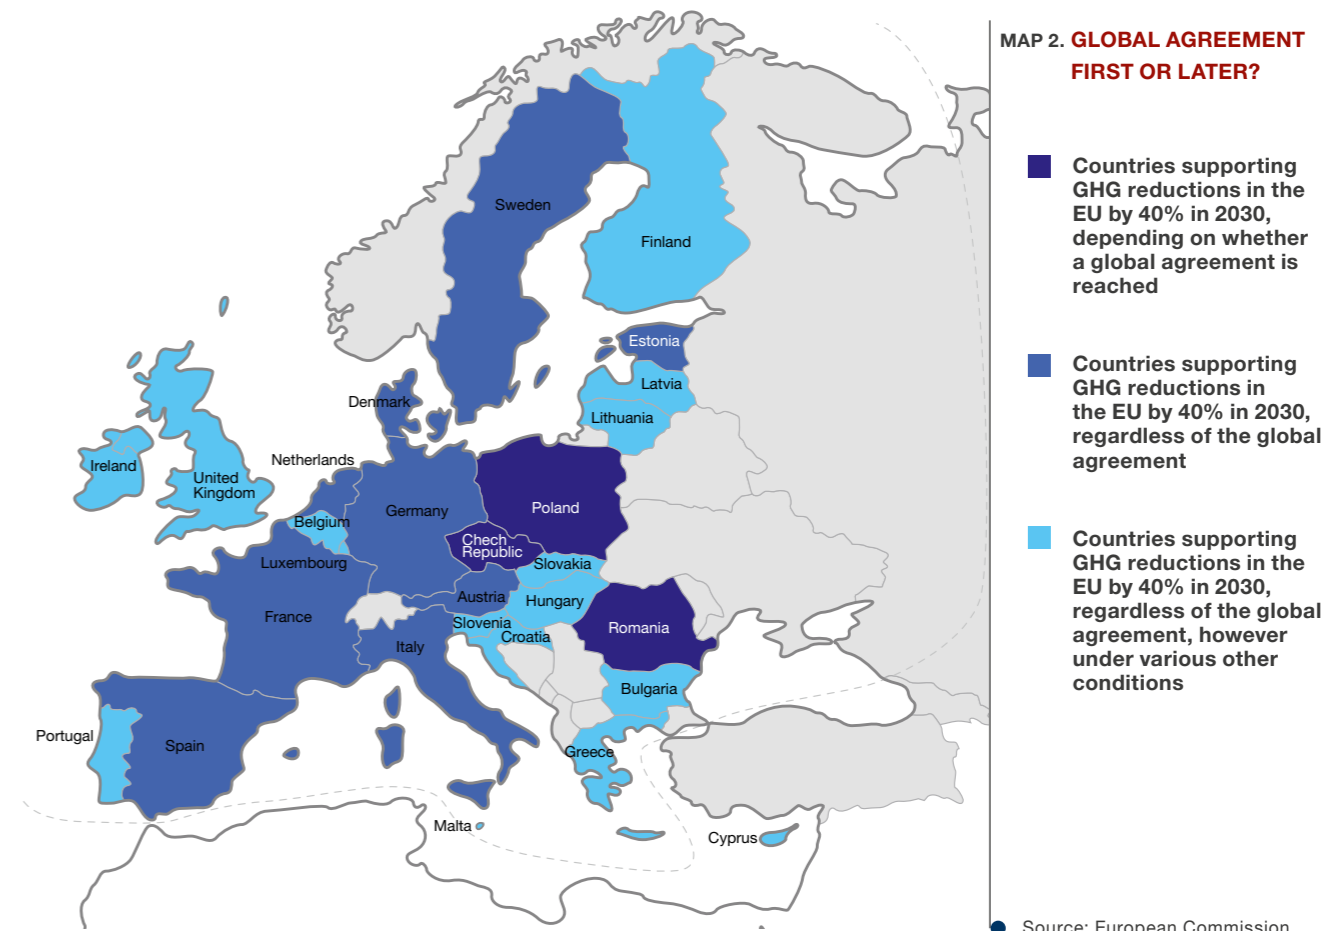 MAP 2. GLOBAL AGREEMENT
FIRST OR LATER?
Countries supporting
GHG reductions in the
EU by 40% in 2030,
depending on whether
a global agreement is
reached
Countries supporting
GHG reductions in
the EU by 40% in 2030,
regardless of the global
agreement
Countries supporting
GHG reductions in the
EU by 40% in 2030,
regardless of the global
agreement, however
under various other
conditions
Source: European Commission
Sweden
Finland
Estonia
Latvia
Lithuania
Denmark
Netherlands
Ireland
United
Kingdom
Belgium
Germany
Poland
Chech
Republic
Luxembourg
Slovakia
Austria
Hungary
France
Slovenia
Croatia
Romania
Italy
Bulgaria
Portugal
Spain
Greece
Malta
Cyprus